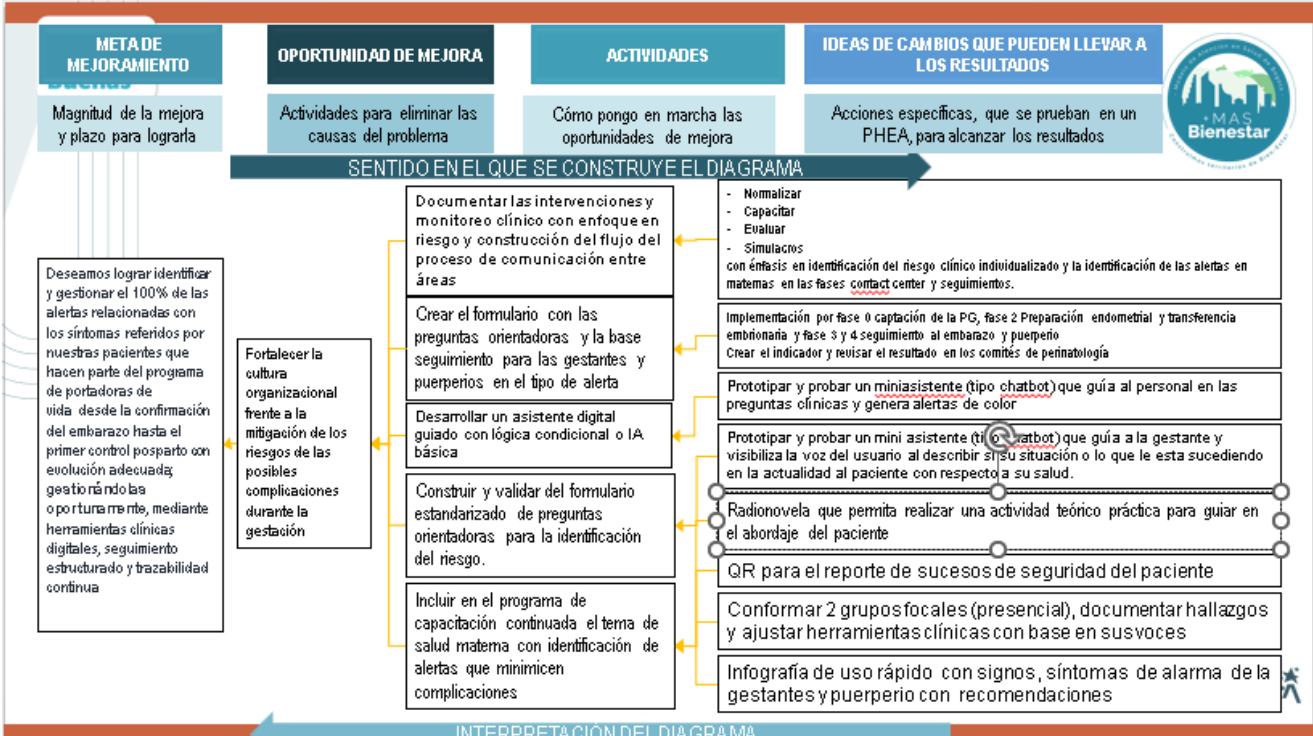 META DE
MEJORAMIENTO
OPORTUNIDAD DE MEJORA
ACTIVIDADES
IDEAS DE CAMBIOS QUE PUEDEN LLEVAR A
LOS RESULTADOS
Buenas
Magnitud de la mejora
y plazo para lograrla
Actividades para eliminar las
causas del problema
Cómo pongo en marcha las
oportunidades de mejora
Acciones específicas, que se prueban en un
PHEA, para alcanzar los resultados
+MAS
Bienestar
SENTIDO EN EL QUE SE CONSTRUYE EL DIAGRAMA
Deseamos lograr identificar
y gestionar el 100% de las
alertas relacionadas con
los síntomas referidos por
nuestras pacientes que
hacen parte del programa
de portadoras de
vida desde la confirmación
del embarazo hasta el
primer control posparto con
evolución adecuada;
gestionándolas
oportunamente, mediante
herramientas clínicas
digitales, seguimiento
estructurado y trazabilidad
continua
Fortalecer la
cultura
organizacional
frente a la
mitigación de los
riesgos de las
posibles
complicaciones
durante la
gestación
Documentar las intervenciones y
monitoreo clínico con enfoque en
riesgo y construcción del flujo del
proceso de comunicación entre
áreas
Crear el formulario con las
preguntas orientadoras y la base
seguimiento para las gestantes y
puerperios en el tipo de alerta
Desarrollar un asistente digital
guiado con lógica condicional o IA
básica
Construir y validar del formulario
estandarizado de preguntas
orientadoras para la identificación
del riesgo.
Incluir en el programa de
capacitación continuada el tema de
salud materna con identificación de
alertas que minimicen
complicaciones
- Normalizar
- Capacitar
- Evaluar
- Simulacros
con énfasis en identificación del riesgo clínico individualizado y la identificación de las alertas en
maternas en las fases contact center y seguimientos.
Implementación por fase 0 captación de la PG, fase 2 Preparación endometrial y transferencia
embrionaria y fase 3 y 4 seguimiento al embarazo y puerperio
Crear el indicador y revisar el resultado en los comités de perinatología
Prototipar y probar un miniasistente (tipo chatbot) que guía al personal en las
preguntas clínicas y genera alertas de color
Prototipar y probar un mini asistente (tipo chatbot) que guía a la gestante y
visibiliza la voz del usuario al describir si su situación o lo que le esta sucediendo
en la actualidad al paciente con respecto a su salud.
Radionovela que permita realizar una actividad teórico práctica para guiar en
el abordaje del paciente
QR para el reporte de sucesos de seguridad del paciente
Conformar 2 grupos focales (presencial), documentar hallazgos
y ajustar herramientas clínicas con base en sus voces
Infografía de uso rápido con signos, síntomas de alarma de la
gestantes y puerperio con recomendaciones
INTERPRETACIÓN DEL DIAGRAMA